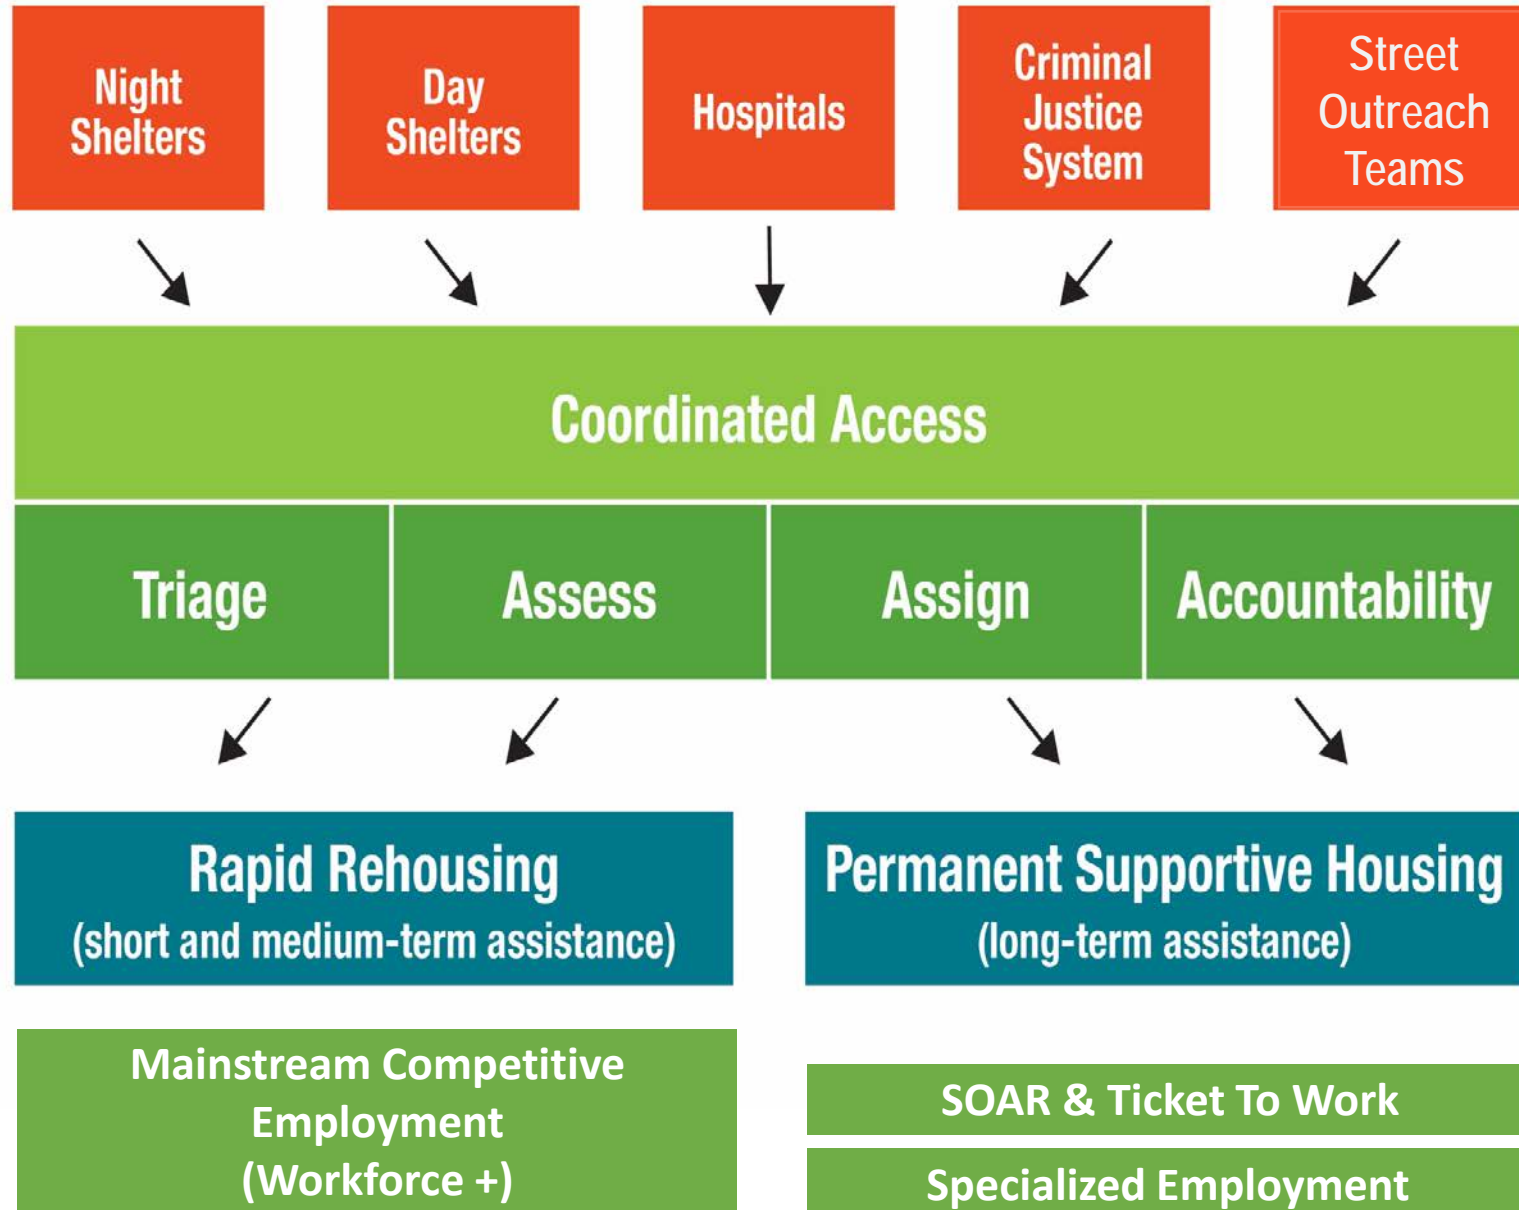 Night
Shelters
Day
Shelters
Hospitals
Criminal
Justice
System
Street
Outreach
Teams
Coordinated Access
Triage
Assess
Assign
Accountability
Rapid Rehousing
(short and medium-term assistance)
Permanent Supportive Housing
(long-term assistance)
Mainstream Competitive
Employment
(Workforce +)
SOAR & Ticket To Work
Specialized Employment